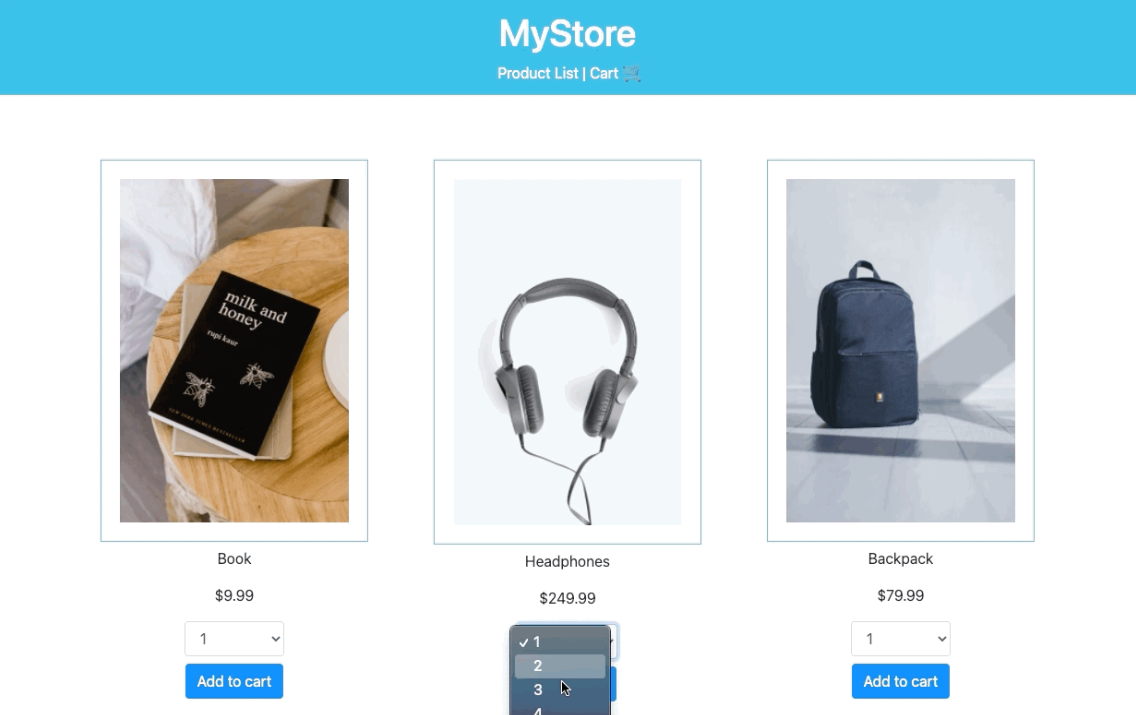 MyStore
Product List | Cart 🛒
milk and
honey
rupi kaur
NEW YORK TIMES BESTSELLER
Book
$9.99
1
Add to cart
Headphones
$249.99
✓ 1
2
3
4
Backpack
$79.99
1
Add to cart